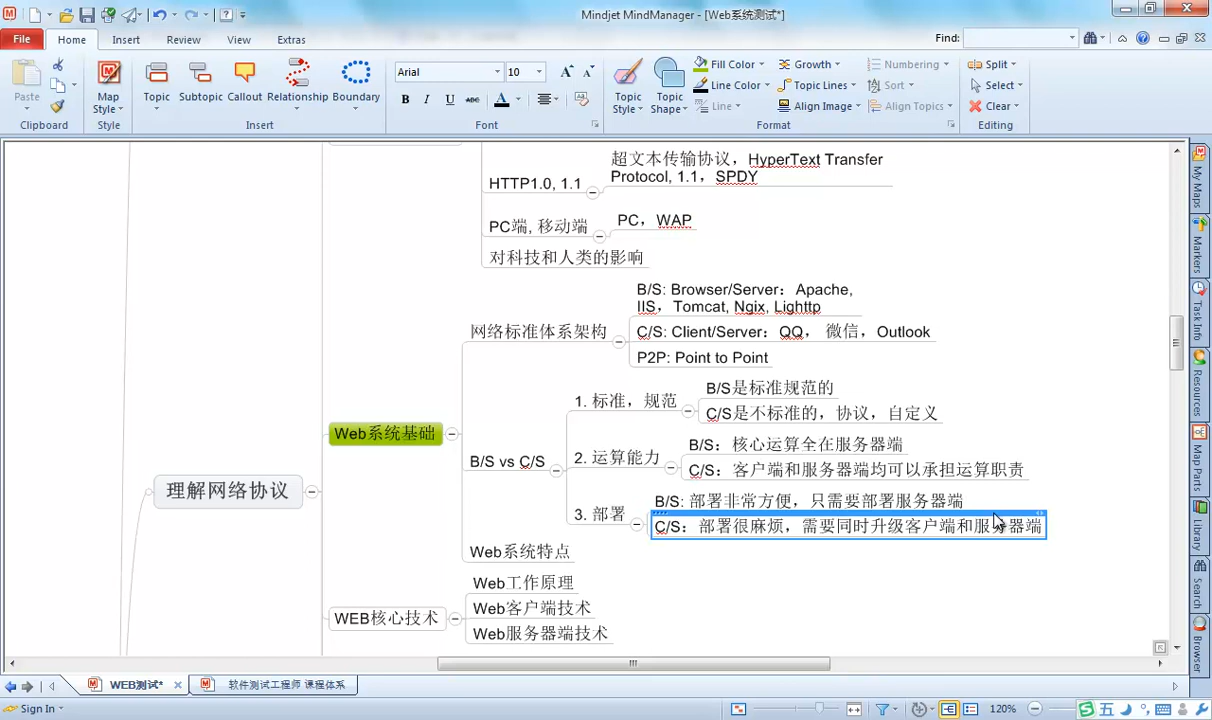 Mindjet MindManager - [Web系统测试*]
File
Home
Insert
Review
View
Extras
Find:
Paste
Clipboard
Map Style
Style
Topic
Subtopic
Callout
Relationship
Boundary
Insert
Arial
10
B I U abc A
Font
Topic Style
Topic Shape
Fill Color
Line Color
Line
Growth
Topic Lines
Align Image
Numbering
Sort
Align Topics
Format
Split
Select
Clear
Editing
超文本传输协议，HyperText Transfer
Protocol, 1.1，SPDY
HTTP1.0, 1.1
PC端, 移动端
PC，WAP
对科技和人类的影响
B/S: Browser/Server：Apache,
IIS，Tomcat, Ngix, Lighttp
网络标准体系架构
C/S: Client/Server：QQ， 微信，Outlook
P2P: Point to Point
B/S是标准规范的
1. 标准，规范
C/S是不标准的，协议，自定义
Web系统基础
B/S：核心运算全在服务器端
B/S vs C/S
2. 运算能力
C/S：客户端和服务器端均可以承担运算职责
理解网络协议
B/S: 部署非常方便，只需要部署服务器端
3. 部署
C/S：部署很麻烦，需要同时升级客户端和服务器端
Web系统特点
Web工作原理
WEB核心技术
Web客户端技术
Web服务器端技术
My Maps
Markers
Task Info
Resources
Map Parts
Library
Search
Browser
WEB测试*
软件测试工程师 课程体系
Sign In
120%
五